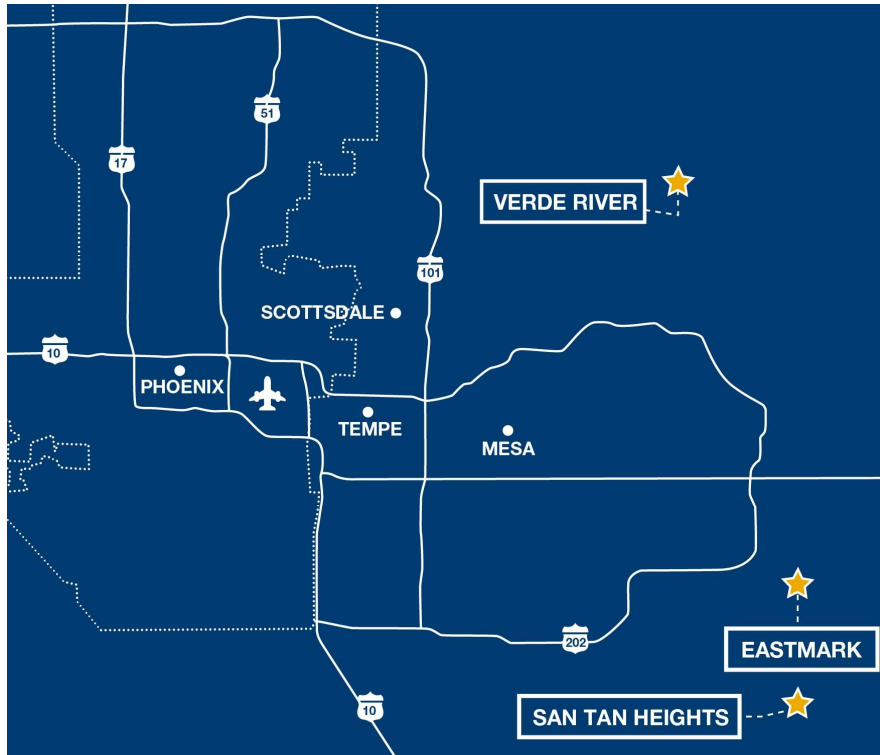 51
17
VERDE RIVER
101
SCOTTSDALE
10
PHOENIX
TEMPE
MESA
202
EASTMARK
10
SAN TAN HEIGHTS